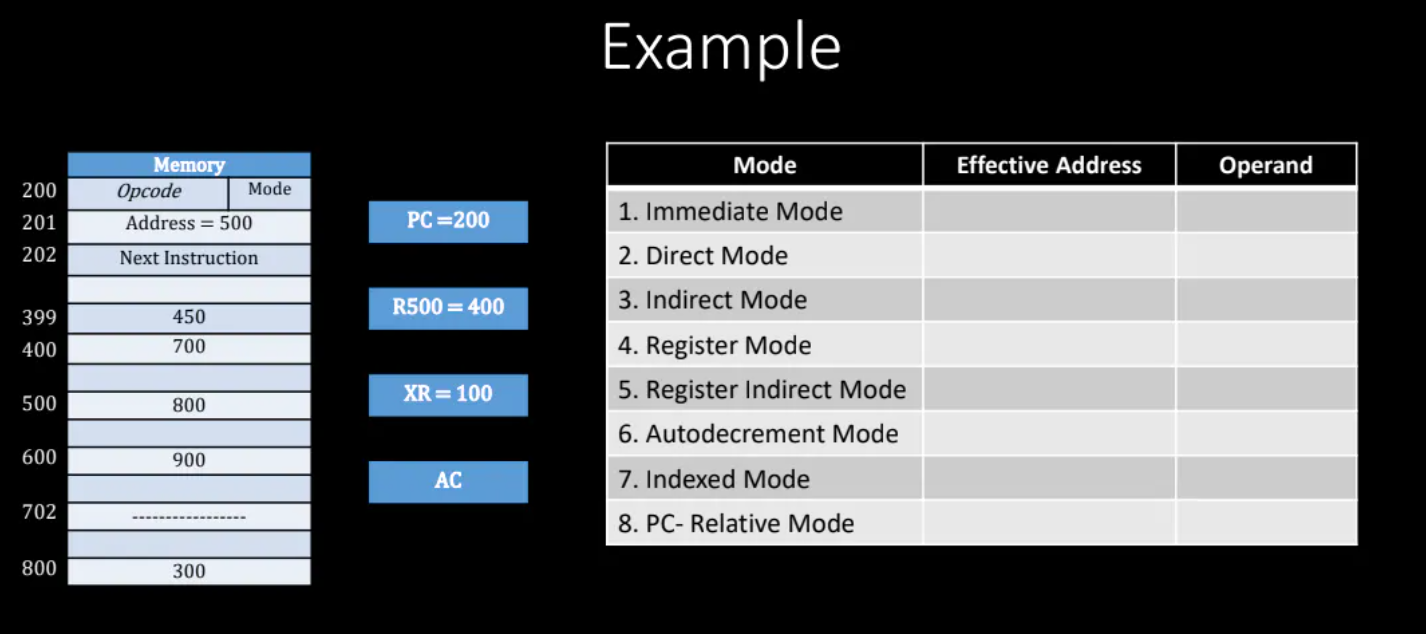 Example
Memory
200 Opcode Mode
201 Address = 500
202 Next Instruction
399 450
400 700
500 800
600 900
702 -----------------
800 300
PC =200
R500 = 400
XR = 100
AC
Mode Effective Address Operand
1. Immediate Mode
2. Direct Mode
3. Indirect Mode
4. Register Mode
5. Register Indirect Mode
6. Autodecrement Mode
7. Indexed Mode
8. PC- Relative Mode